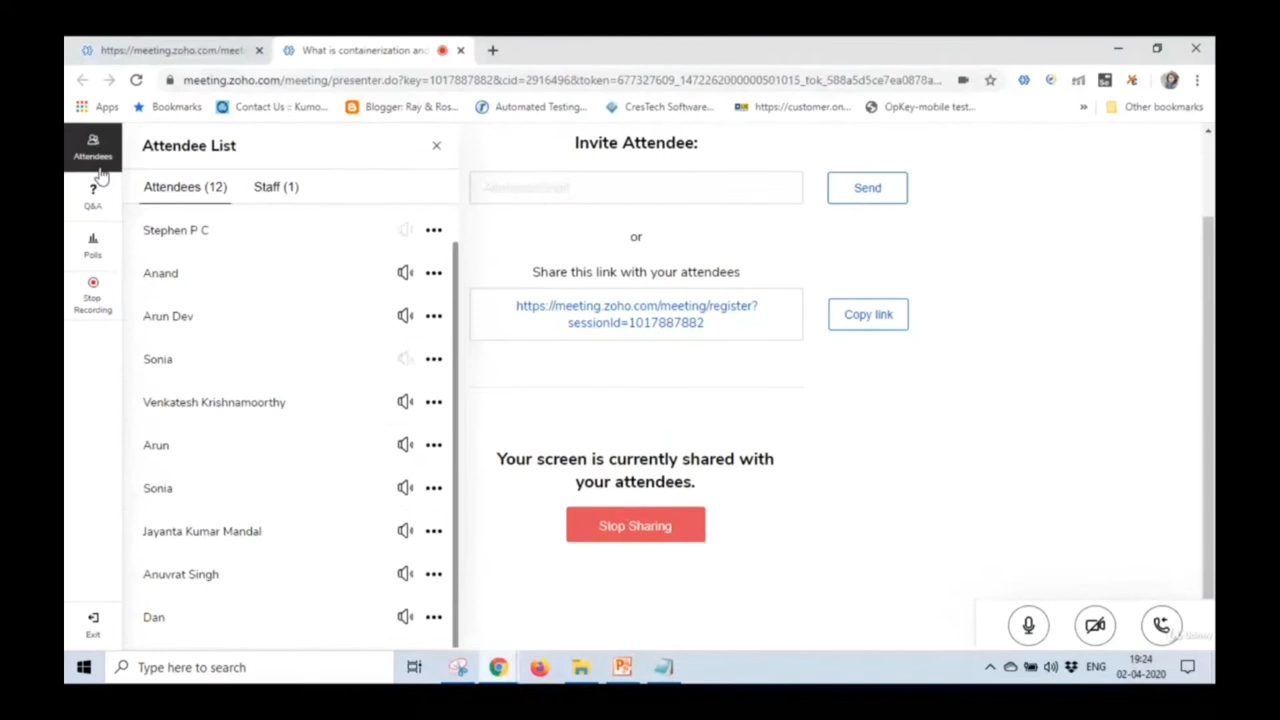 https://meeting.zoho.com/meet
What is containerization and
meeting.zoho.com/meeting/presenter.do?key=1017887882&cid=2916496&token=677327609_1472262000000501015_tok_588a5d5ce7ea0878a...
Apps
Bookmarks
Contact Us :: Kumo...
Blogger: Ray & Ros...
Automated Testing...
CresTech Software...
https://customer.on...
OpKey-mobile test...
»
Other bookmarks
Attendees
?
Q&A
Polls
Stop
Recording
Exit
Attendee List
Attendees (12)
Staff (1)
Stephen P C
Anand
Arun Dev
Sonia
Venkatesh Krishnamoorthy
Arun
Sonia
Jayanta Kumar Mandal
Anuvrat Singh
Dan
Invite Attendee:
Send
or
Share this link with your attendees
https://meeting.zoho.com/meeting/register?
sessionId=1017887882
Copy link
Your screen is currently shared with
your attendees.
Stop Sharing
Type here to search
ENG
19:24
02-04-2020